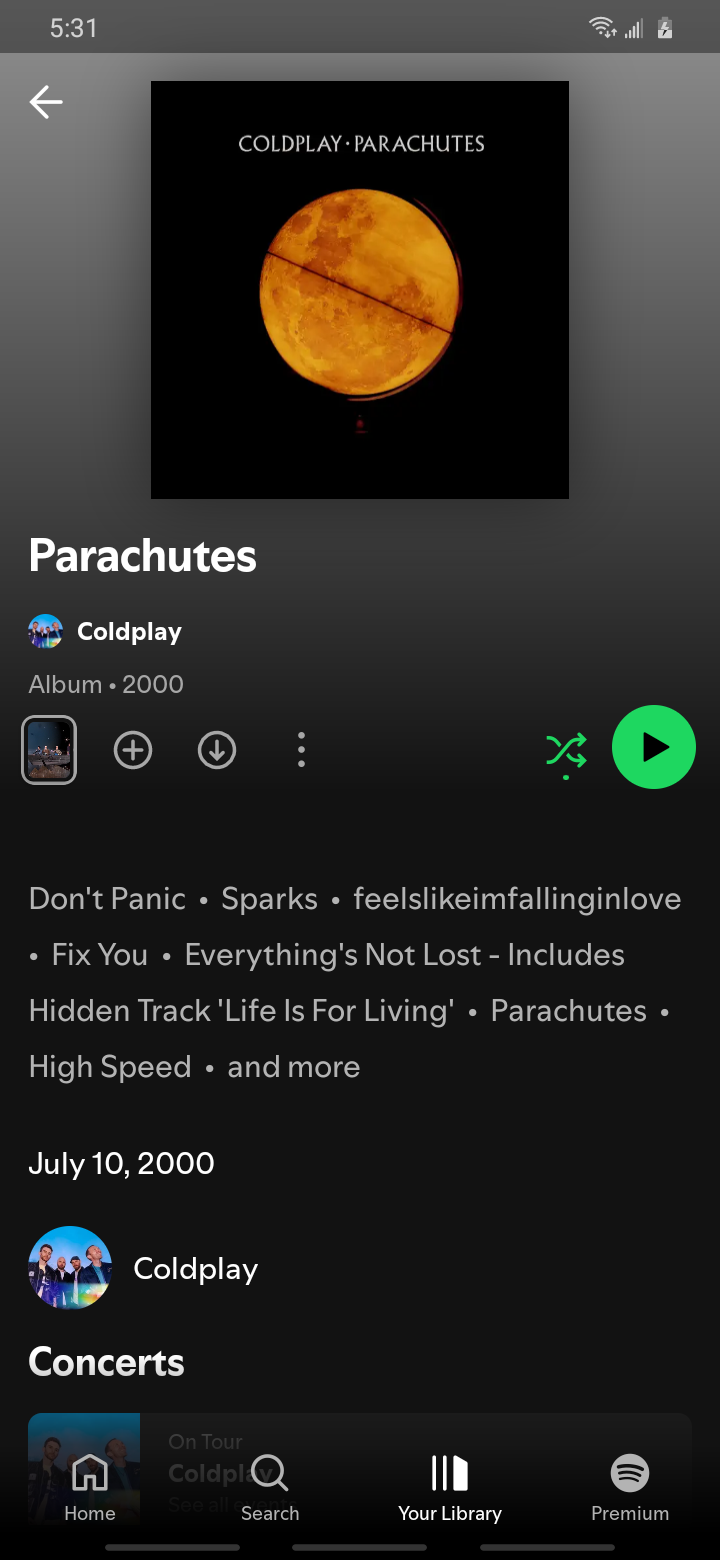 5:31
COLDPLAY·PARACHUTES
Parachutes
Coldplay
Album • 2000
Don't Panic • Sparks • feelslikeimfallinginlove
• Fix You • Everything's Not Lost - Includes
Hidden Track 'Life Is For Living' • Parachutes •
High Speed • and more
July 10, 2000
Coldplay
Concerts
On Tour
Coldplay
See all events
Home
Search
Your Library
Premium